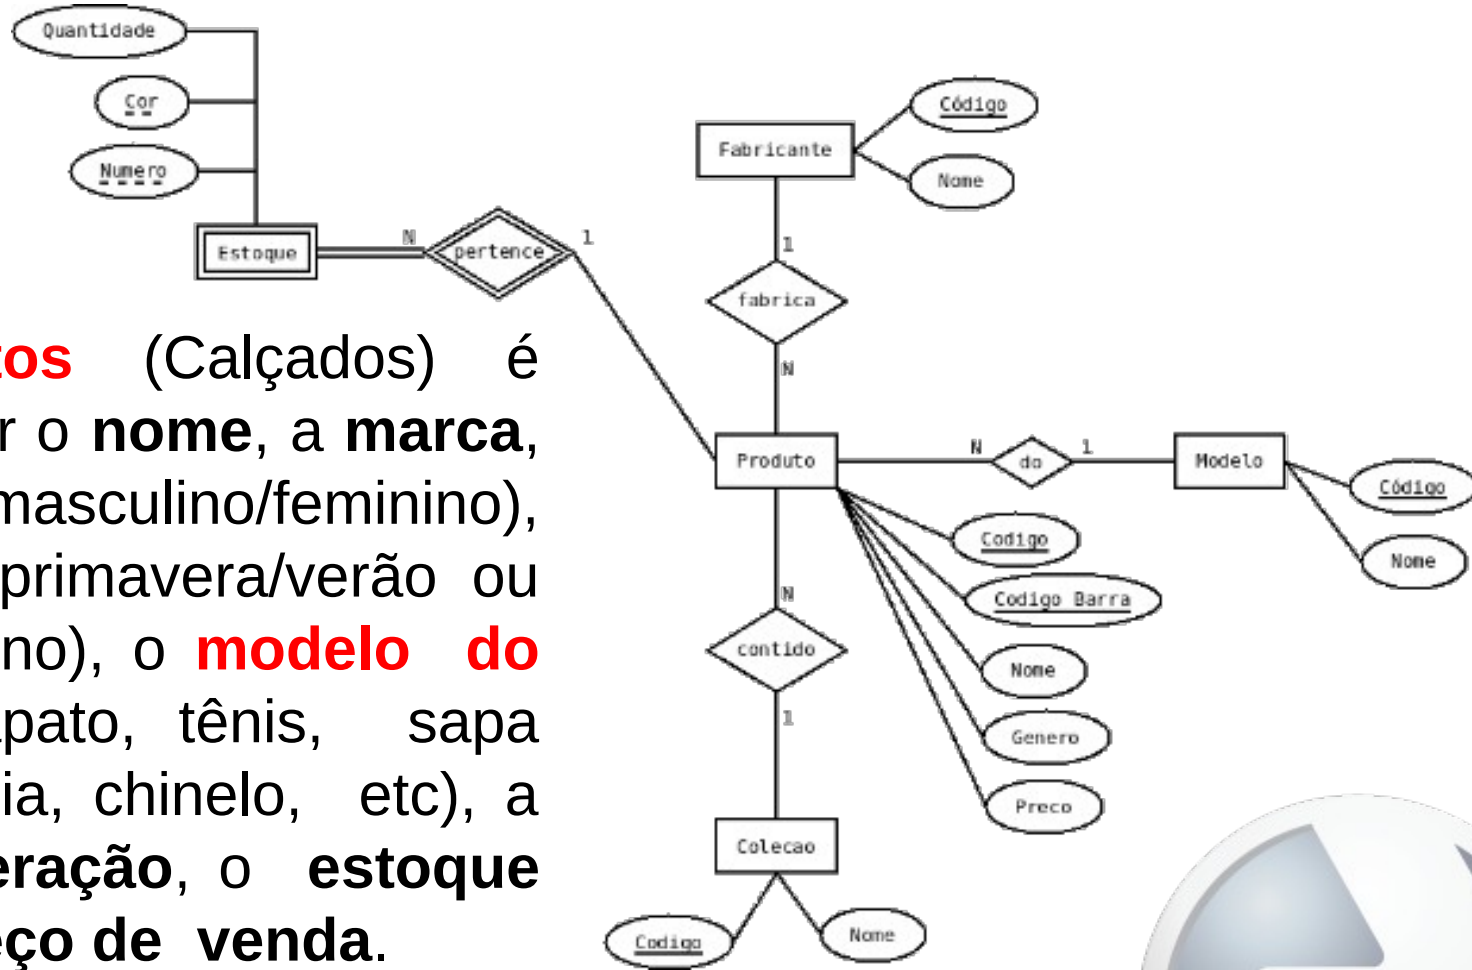 Quantidade
Cor
Numero
Estoque
N
pertence
1
Fabricante
Código
Nome
1
fabrica
N
Produto
N
do
1
Modelo
Código
Nome
Codigo
Codigo Barra
Nome
Genero
Preco
N
contido
1
Colecao
Codigo
Nome
tos (Calçados) é
r o nome, a marca,
masculino/feminino),
primavera/verão ou
no), o modelo do
pato, tênis, sapa
ia, chinelo, etc), a
eração, o estoque
ço de venda.